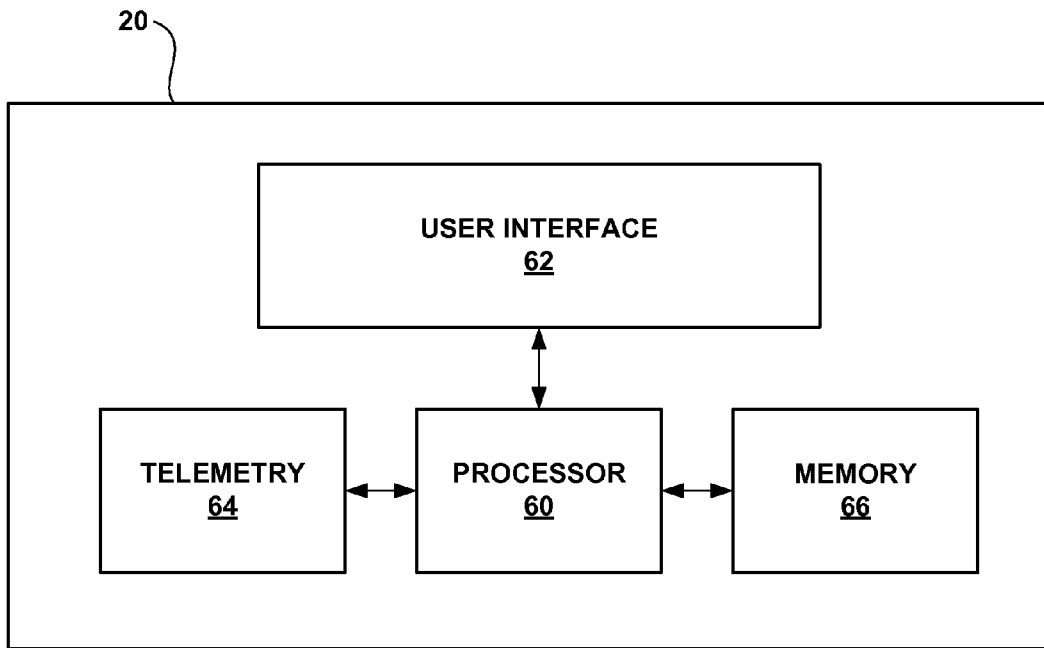 20
USER INTERFACE
62
TELEMETRY
64
PROCESSOR
60
MEMORY
66